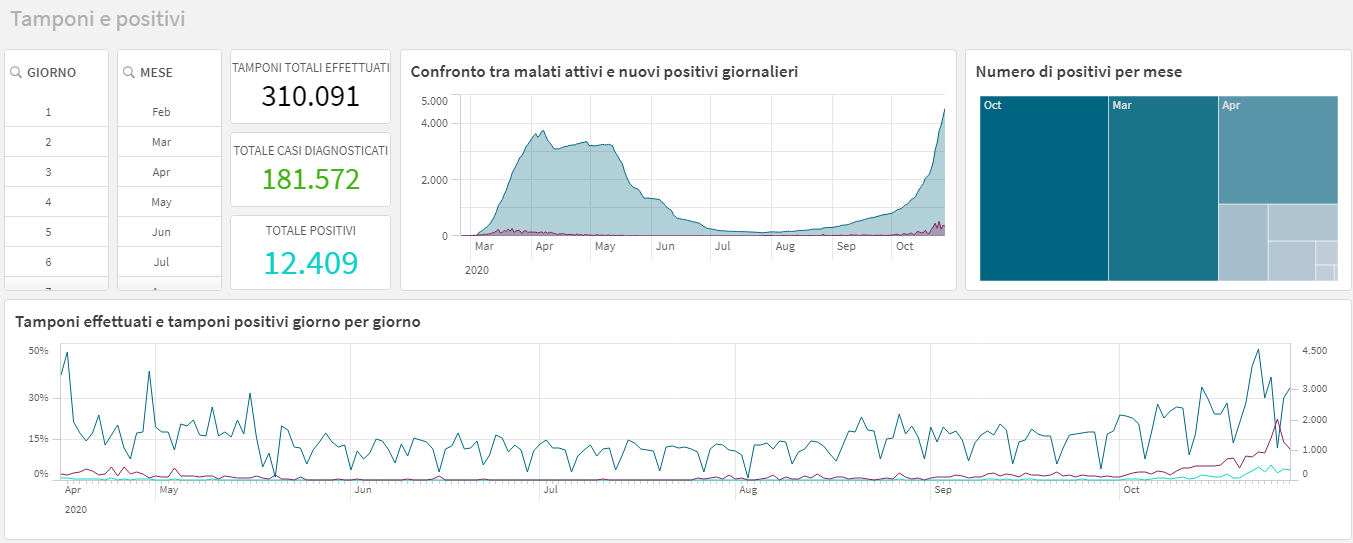 Tamponi e positivi
GIORNO
1
2
3
4
5
6
MESE
Feb
Mar
Apr
May
Jun
Jul
TAMPONI TOTALI EFFETTUATI
310.091
TOTALE CASI DIAGNOSTICATI
181.572
TOTALE POSITIVI
12.409
Confronto tra malati attivi e nuovi positivi giornalieri
5.000
4.000
2.000
0
Mar Apr May Jun Jul Aug Sep Oct
2020
Numero di positivi per mese
Oct Mar Apr
Tamponi effettuati e tamponi positivi giorno per giorno
50% 4.500
30% 3.000
2.000
15% 1.000
0% 0
Apr May Jun Jul Aug Sep Oct
2020